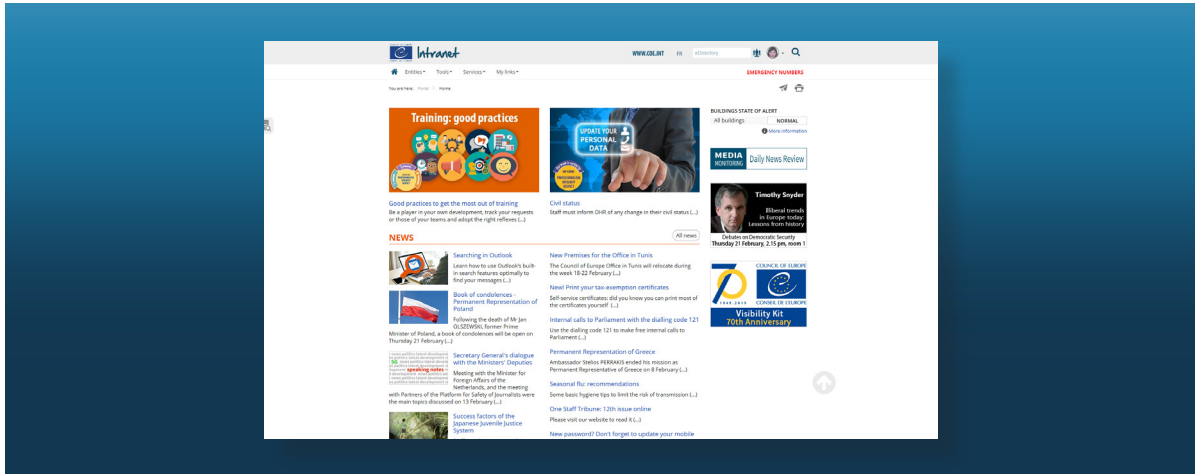 Intranet
WWW.COE.INT
FR
eDirectory
Entities
Tools
Services
My links
EMERGENCY NUMBERS
You are here: Portal
Home
Training: good practices
UPDATE YOUR
PERSONAL
DATA
BUILDINGS STATE OF ALERT
All buildings
NORMAL
More information
MEDIA
MONITORING
Daily News Review
Good practices to get the most out of training
Be a player in your own development, track your requests
or those of your teams and adopt the right reflexes (...)
Civil status
Staff must inform DHR of any change in their civil status (...)
Timothy Snyder
Illiberal trends
in Europe today:
Lessons from history
Debates on Democratic Security
Thursday 21 February, 2.15 pm, room 1
NEWS
All news
Searching in Outlook
Learn how to use Outlook's built-
in search features optimally to
find your messages (...)
Book of condolences -
Permanent Representation of
Poland
Following the death of Mr Jan
OLSZEWSKI, former Prime
Minister of Poland, a book of condolences will be open on
Thursday 21 February (...)
SG
speaking notes
Secretary General's dialogue
with the Ministers' Deputies
Meeting with the Minister for
Foreign Affairs of the
Netherlands, and the meeting
with Partners of the Platform for Safety of Journalists were
the main topics discussed on 13 February (...)
Success factors of the
Japanese Juvenile Justice
System
New Premises for the Office in Tunis
The Council of Europe Office in Tunis will relocate during
the week 18-22 February (...)
New! Print your tax-exemption certificates
Self-service certificates: did you know you can print most of
the certificates yourself (...)
Internal calls to Parliament with the dialling code 121
Use the dialling code 121 to make free internal calls to
Parliament (...)
Permanent Representation of Greece
Ambassador Stelios PERRAKIS ended his mission as
Permanent Representative of Greece on 8 February (...)
Seasonal flu: recommendations
Some basic hygiene tips to limit the risk of transmission (...)
One Staff Tribune: 12th issue online
Please visit our website to read it (...)
New password? Don't forget to update your mobile
COUNCIL OF EUROPE
1949-2019
CONSEIL DE L'EUROPE
Visibility Kit
70th Anniversary